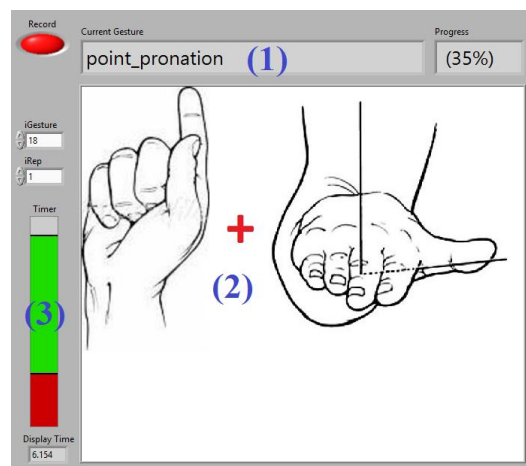 Record
Current Gesture
Progress
point_pronation (1)
(35%)
iGesture
18
iRep
1
Timer
(2)
(3)
Display Time
6.154